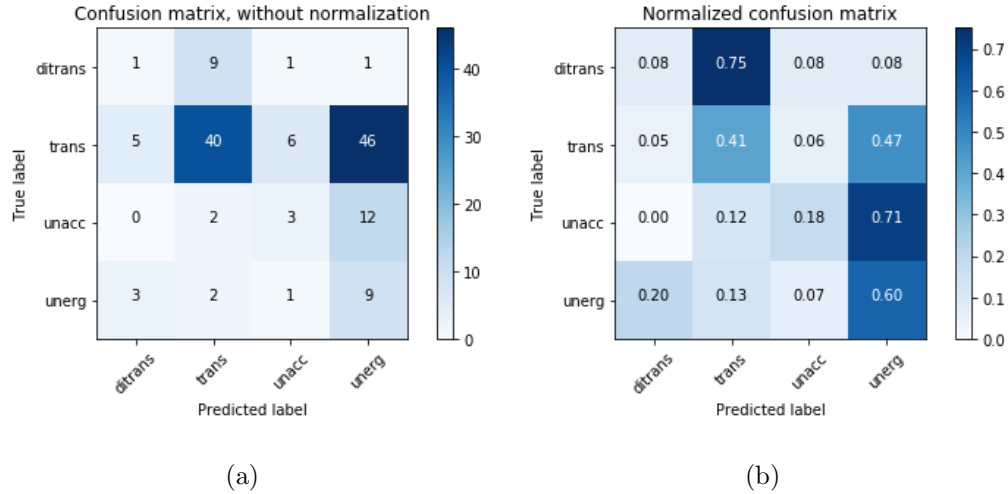 Confusion matrix, without normalization
ditrans 1 9 1 1
trans 5 40 6 46
unacc 0 2 3 12
unerg 3 2 1 9
True label
ditrans trans unacc unerg
Predicted label
40
30
20
10
0
(a)
Normalized confusion matrix
ditrans 0.08 0.75 0.08 0.08
trans 0.05 0.41 0.06 0.47
unacc 0.00 0.12 0.18 0.71
unerg 0.20 0.13 0.07 0.60
True label
ditrans trans unacc unerg
Predicted label
0.7
0.6
0.5
0.4
0.3
0.2
0.1
0.0
(b)